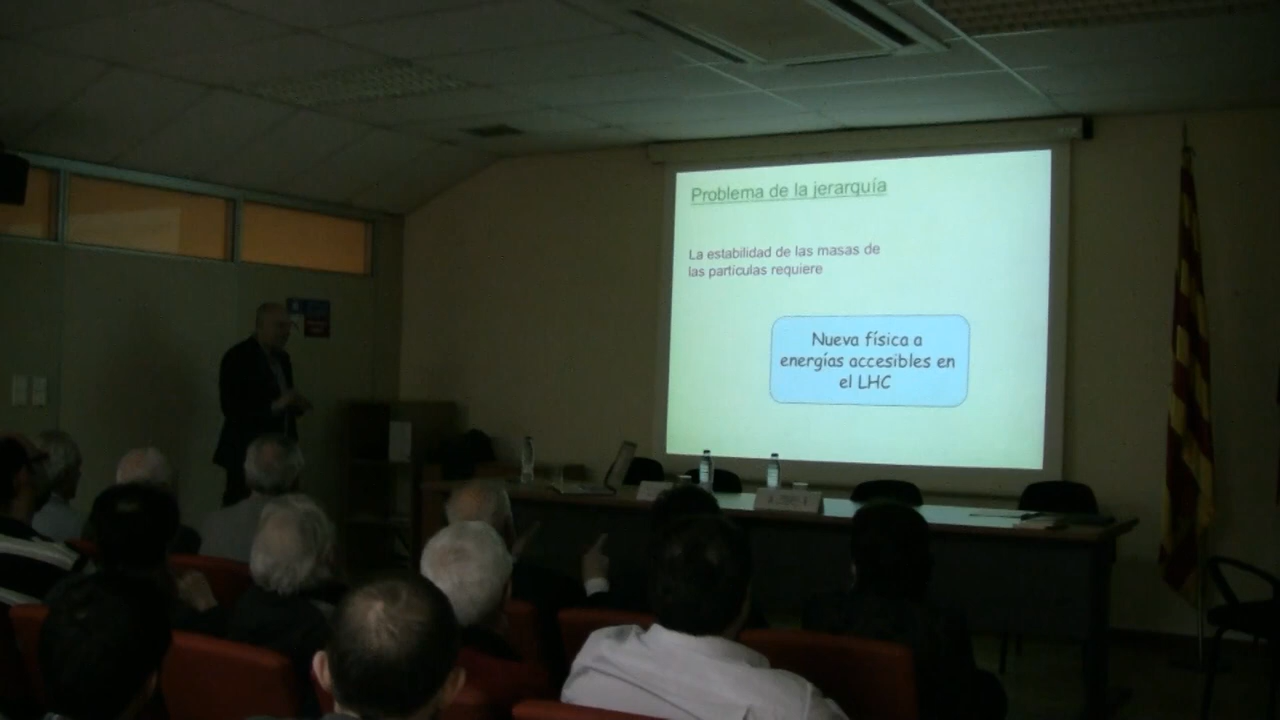 Problema de la jerarquía
La estabilidad de las masas de
las partículas requiere
Nueva física a
energías accesibles en
el LHC